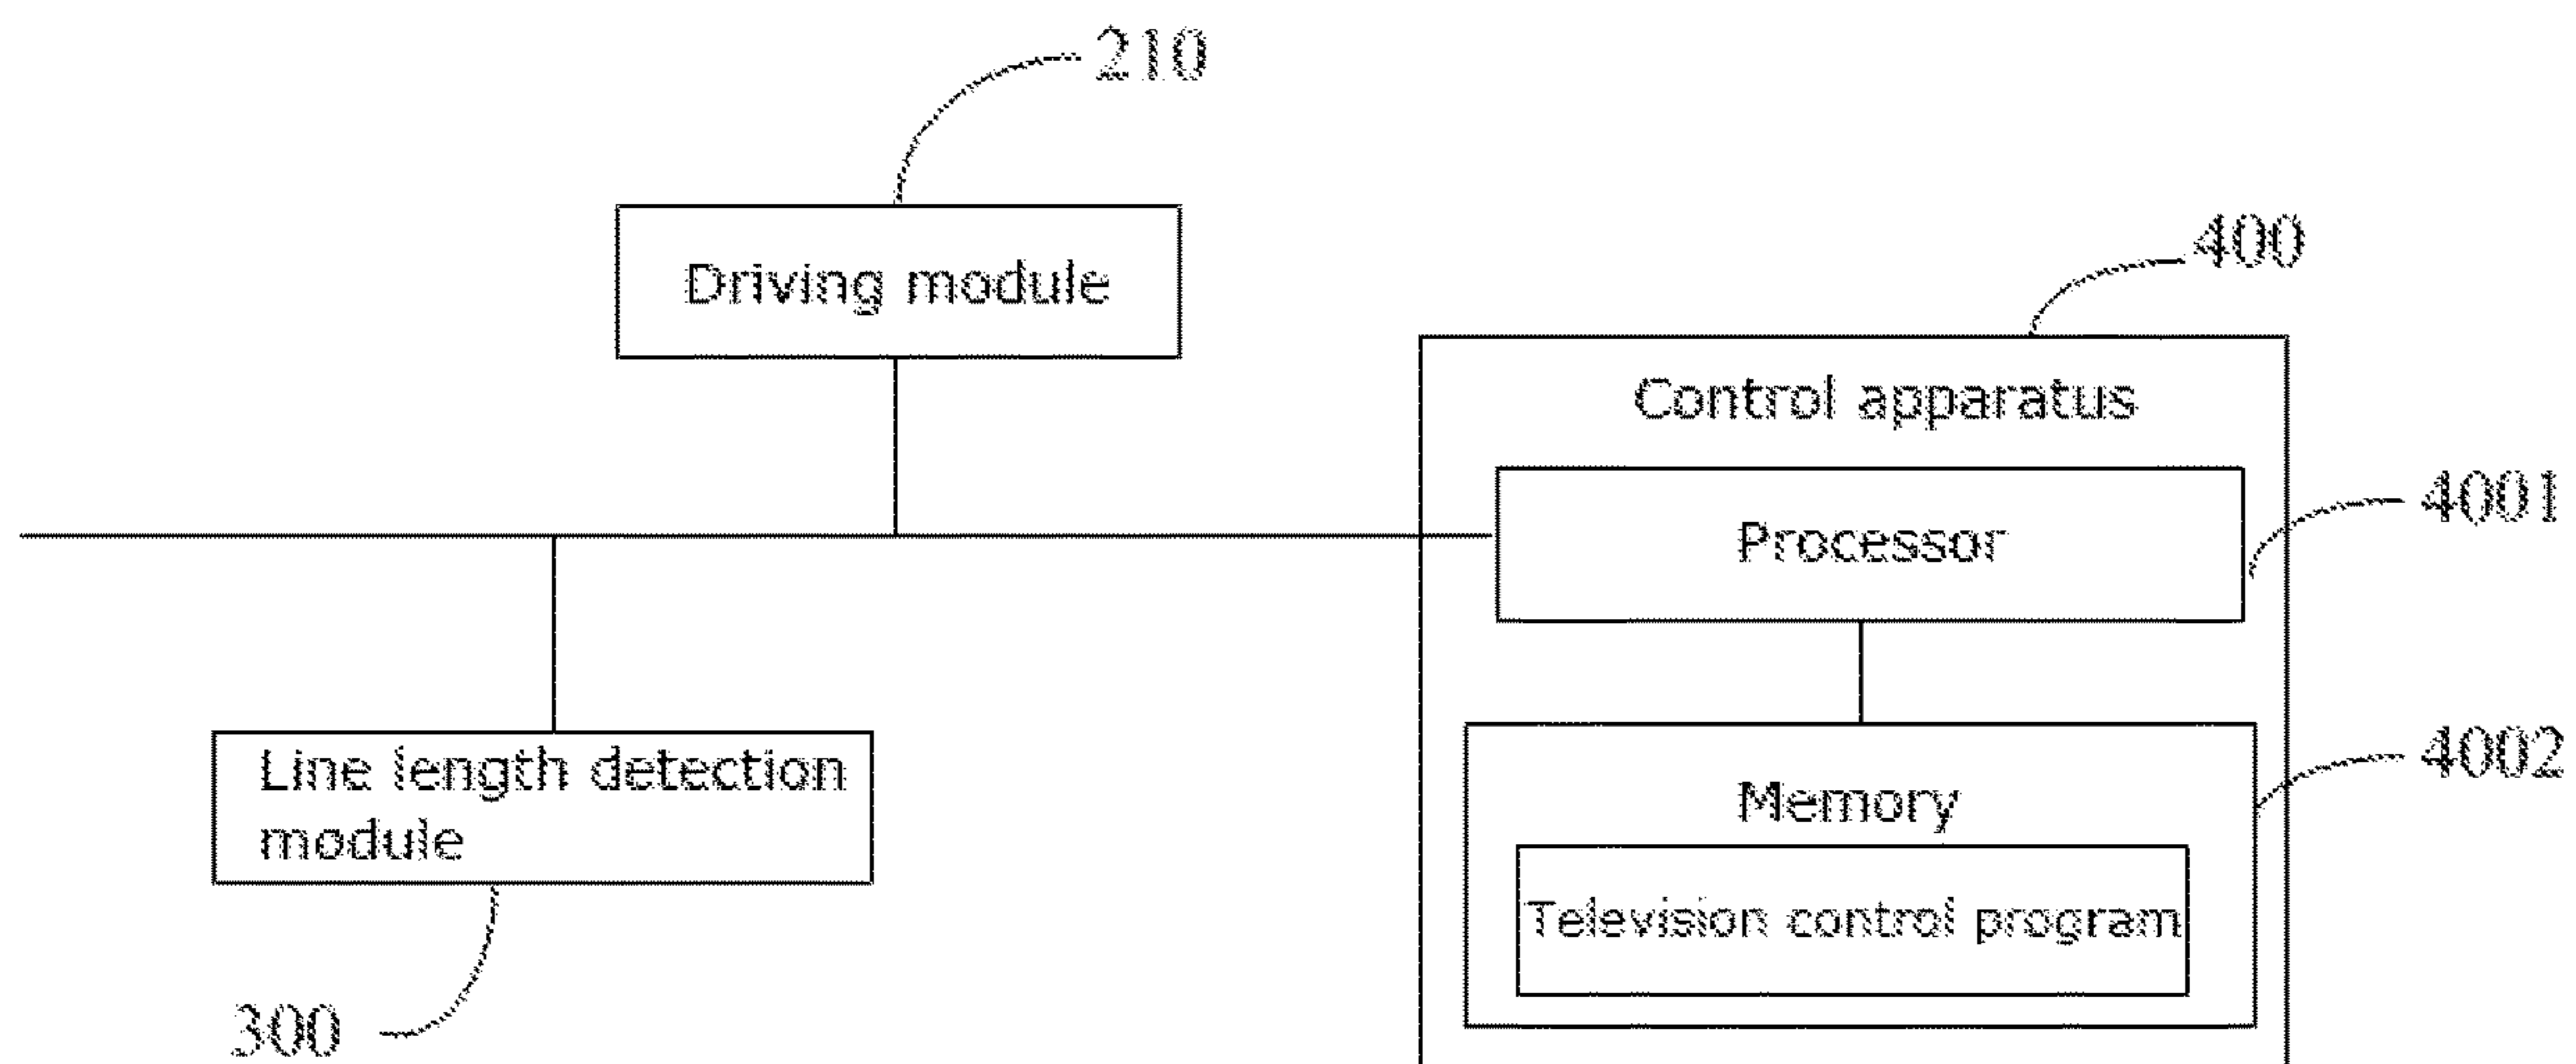 210
Driving module
400
Control apparatus
4001
Processor
Line length detection
module
4002
Memory
Television control program
300